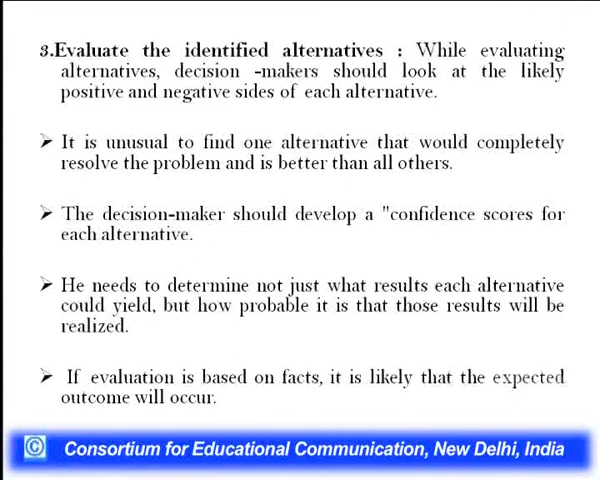 3.Evaluate the identified alternatives : While evaluating
alternatives, decision -makers should look at the likely
positive and negative sides of each alternative.
➢ It is unusual to find one alternative that would completely
resolve the problem and is better than all others.
➢ The decision-maker should develop a "confidence scores for
each alternative.
➢ He needs to determine not just what results each alternative
could yield, but how probable it is that those results will be
realized.
➢ If evaluation is based on facts, it is likely that the expected
outcome will occur.
© Consortium for Educational Communication, New Delhi, India